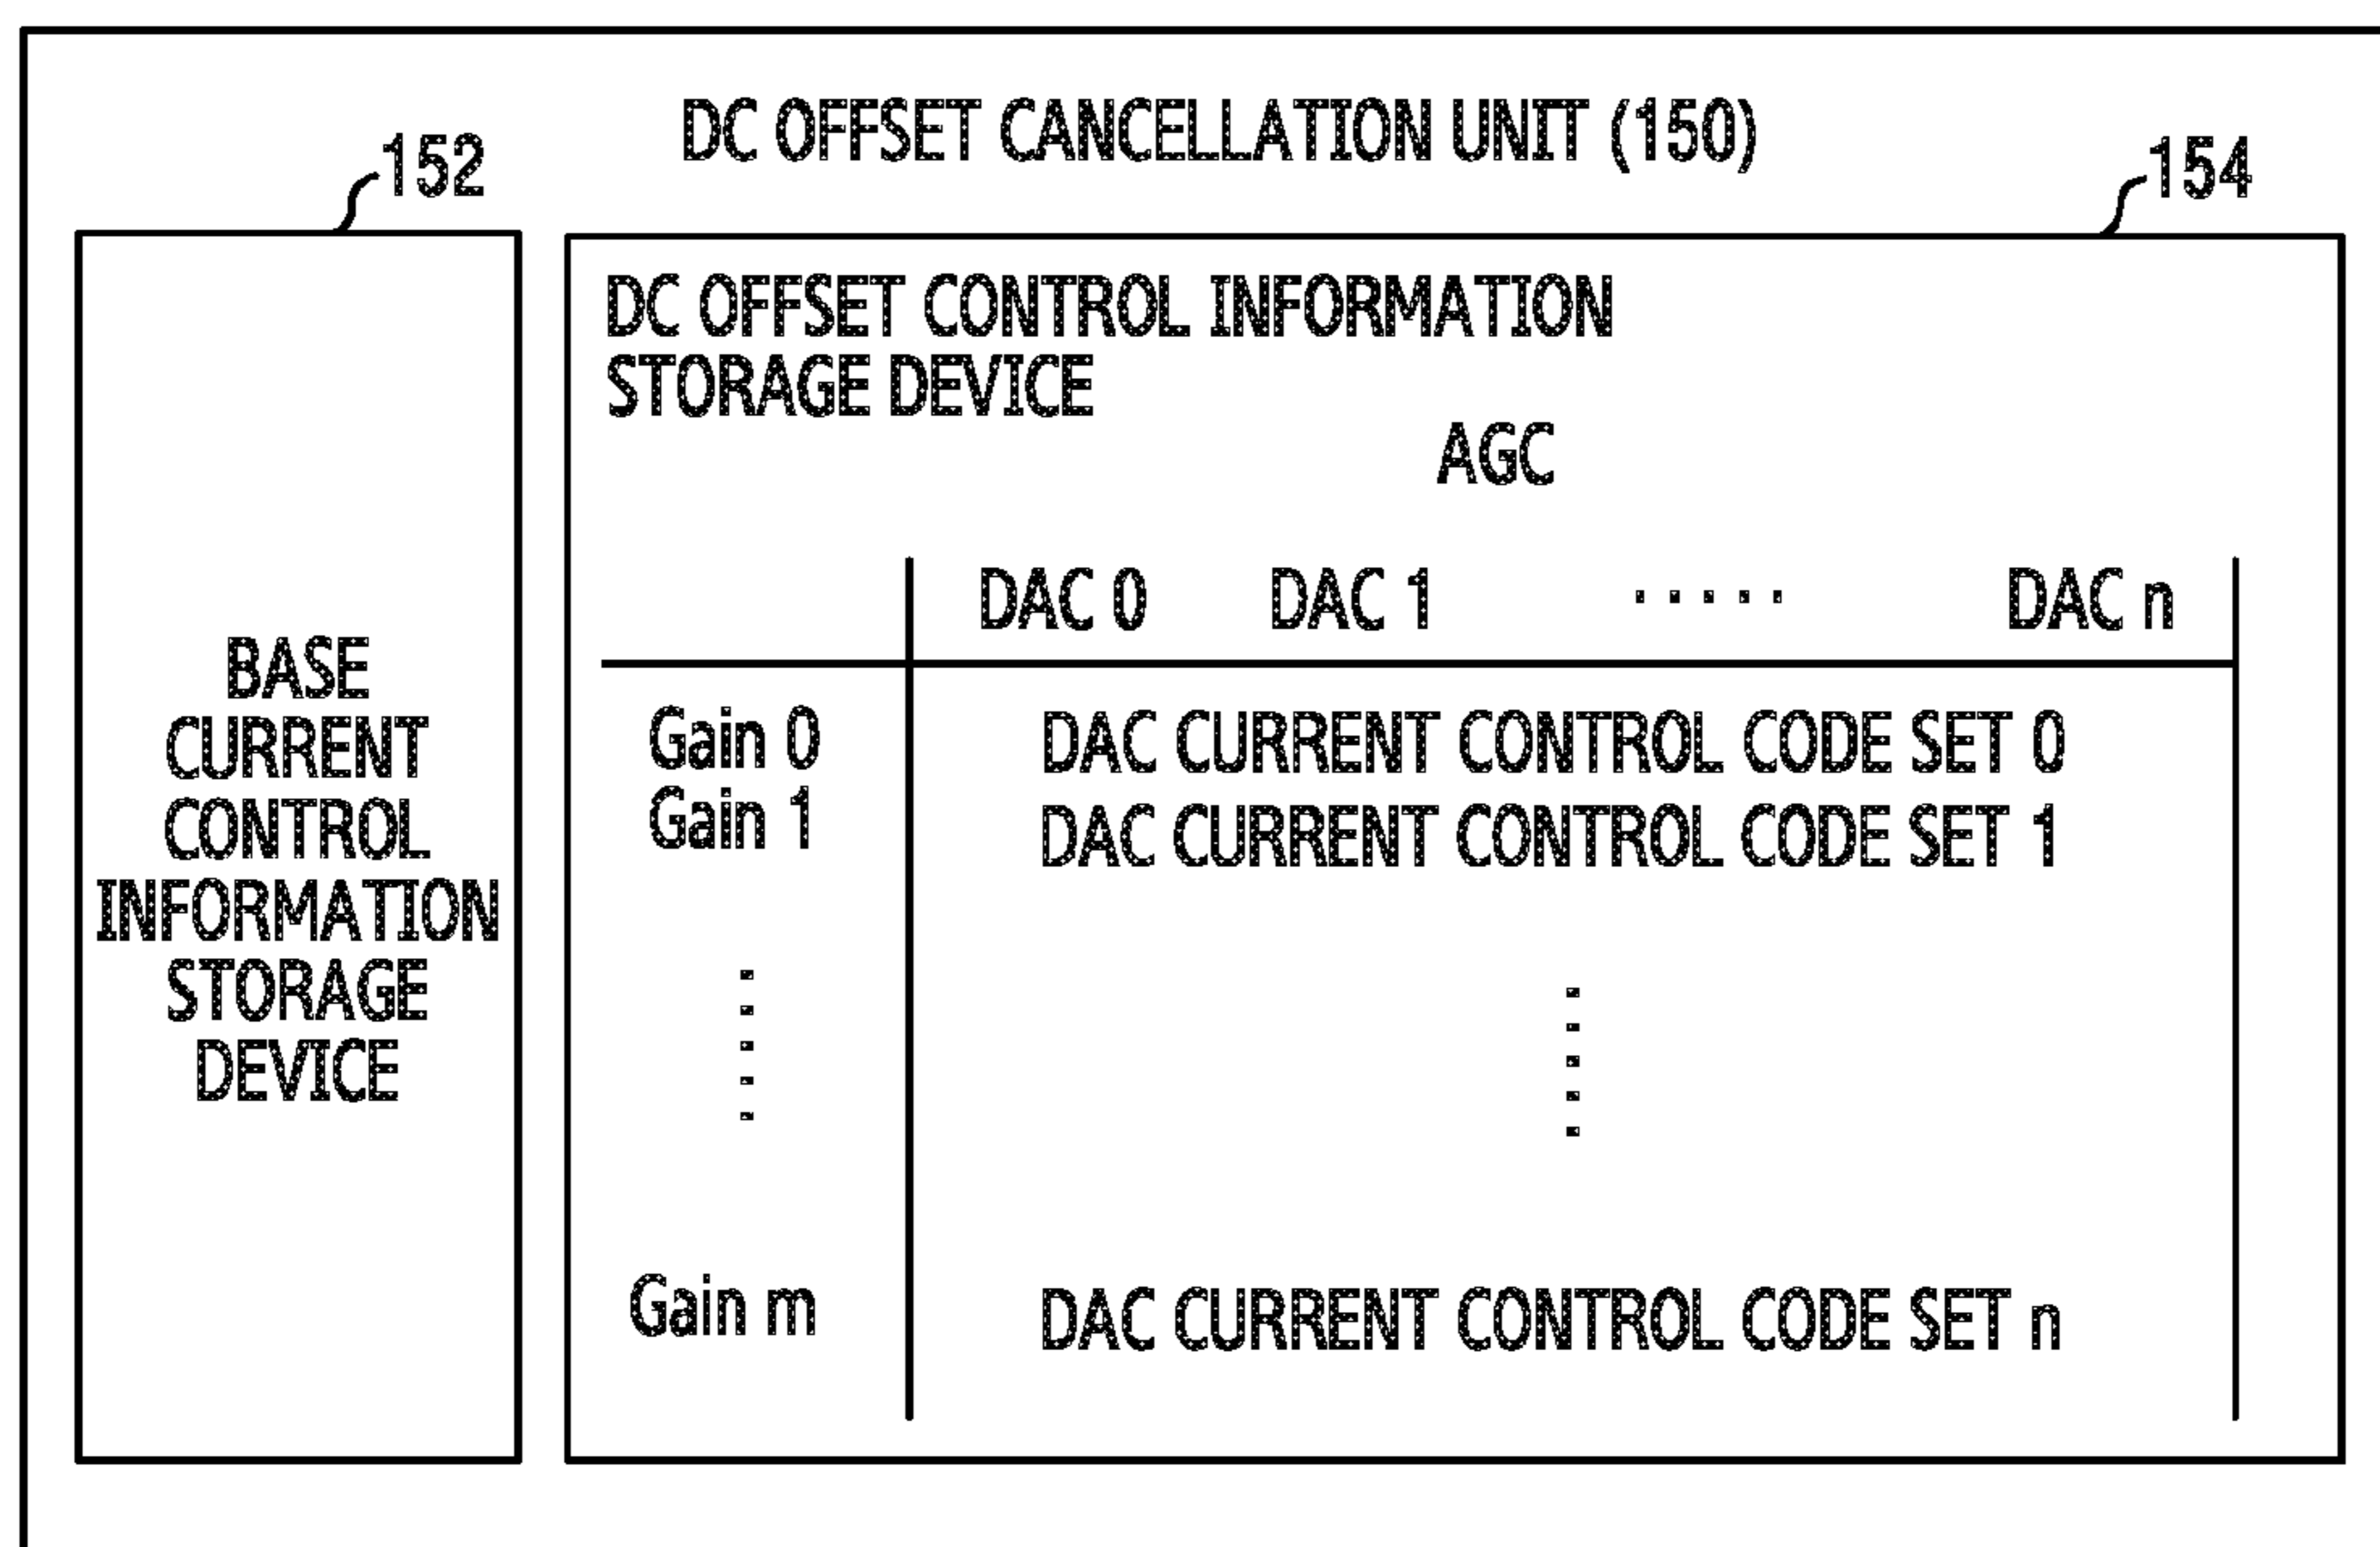 DC OFFSET CANCELLATION UNIT (150)
152
154
BASE
CURRENT
CONTROL
INFORMATION
STORAGE
DEVICE
DC OFFSET CONTROL INFORMATION
STORAGE DEVICE
AGC
DAC 0 DAC 1 ..... DAC n
Gain 0 DAC CURRENT CONTROL CODE SET 0
Gain 1 DAC CURRENT CONTROL CODE SET 1
Gain m DAC CURRENT CONTROL CODE SET n